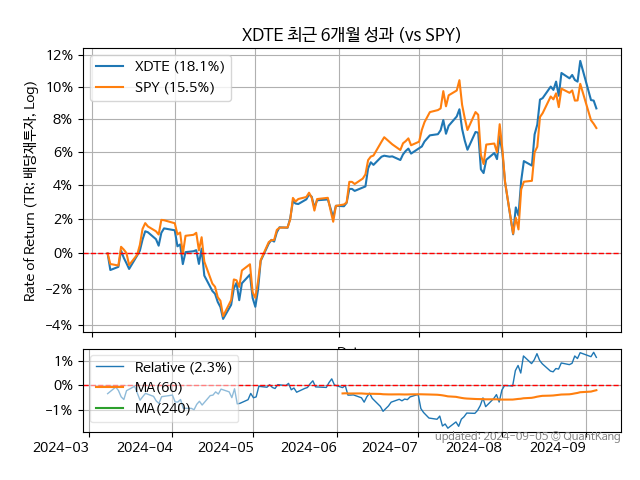 XDTE 최근 6개월 성과 (vs SPY)
XDTE (18.1%)
SPY (15.5%)
12%
10%
8%
6%
4%
2%
0%
−2%
−4%
Rate of Return (TR: 배당재투자, Log)
Relative (2.3%)
MA(60)
MA(240)
1%
0%
−1%
updated: 2024-09-05 © QuantKang
2024-03 2024-04 2024-05 2024-06 2024-07 2024-08 2024-09